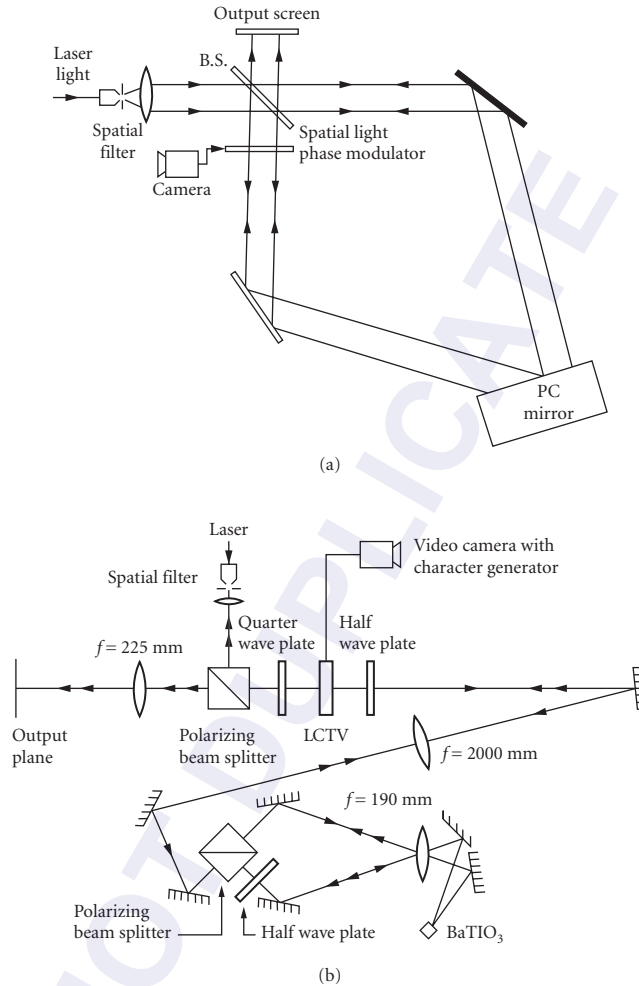 Output screen
B.S.
Laser
light
Spatial
filter
Spatial light
phase modulator
Camera
PC
mirror
(a)
Laser
Spatial filter
Video camera with
character generator
Quarter
wave plate
Half
wave plate
f = 225 mm
Output
plane
Polarizing
beam splitter
LCTV
f = 2000 mm
f = 190 mm
Polarizing
beam splitter
Half wave plate
BaTIO3
(b)
NOT DUPLICATE